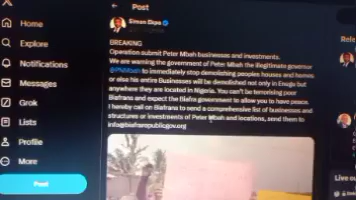 Home
Explore
Notifications
Messages
Grok
Lists
Profile
More
Post
Post
Simon Ekpa
BREAKING
Operation submit Peter Mbah businesses and investments.
We are warning the government of Peter Mbah the illegitimate governor
to immediately stop demolishing peoples houses and homes
or else his entire Businesses will be demolished not only in Enugu but
anywhere they are located in Nigeria. You can't be terrorising poor
Biafrans and expect the Biafra government to allow you to have peace.
I hereby call on Biafrans to send a comprehensive list of businesses and
structures or investments of Peter Mbah and locations, send them to
info@biafrarepublicgov.org
Live